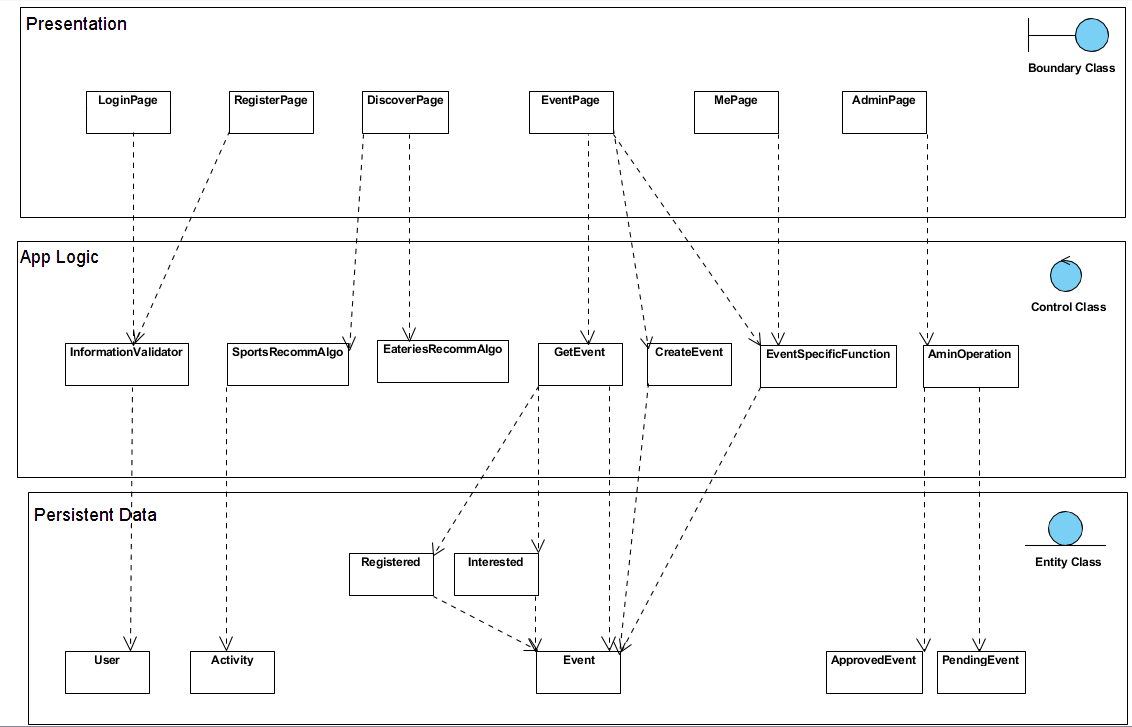 Presentation
Boundary Class
LoginPage
RegisterPage
DiscoverPage
EventPage
MePage
AdminPage
App Logic
Control Class
InformationValidator
SportsRecommAlgo
EateriesRecommAlgo
GetEvent
CreateEvent
EventSpecificFunction
AminOperation
Persistent Data
Entity Class
Registered
Interested
User
Activity
Event
ApprovedEvent
PendingEvent